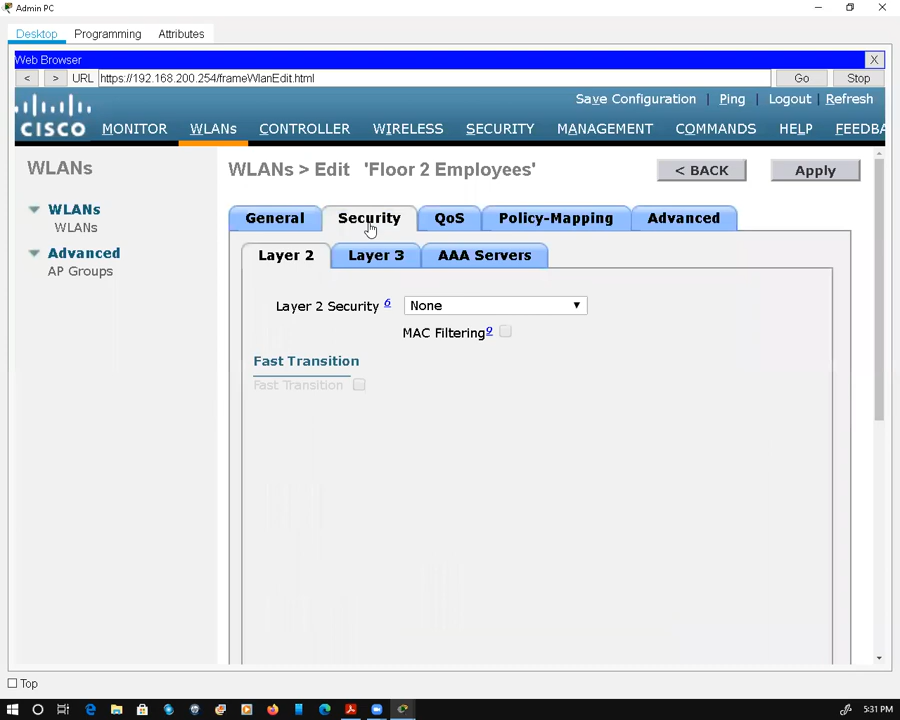 Admin PC
Desktop Programming Attributes
Web Browser X
< > URL https://192.168.200.254/frameWlanEdit.html Go Stop
Save Configuration | Ping | Logout | Refresh
CISCO MONITOR WLANs CONTROLLER WIRELESS SECURITY MANAGEMENT COMMANDS HELP FEEDBA
WLANs
WLANs > Edit 'Floor 2 Employees' < BACK Apply
WLANs
WLANs
Advanced
AP Groups
General Security QoS Policy-Mapping Advanced
Layer 2 Layer 3 AAA Servers
Layer 2 Security 6 None
MAC Filtering 9
Fast Transition
Fast Transition
Top
5:31 PM